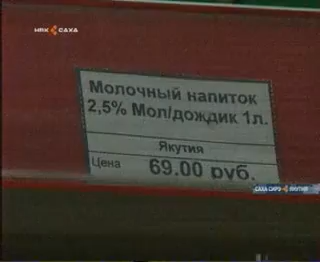 НВК САХА
Молочный напиток
2,5% Мол/дождик 1л.
Якутия
Цена 69.00 руб.
САХА СИРЭ ЯКУТИЯ